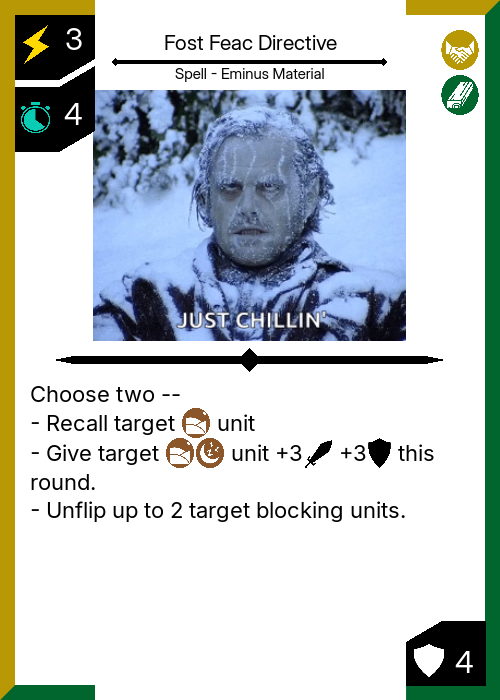 3
Fost Feac Directive
Spell - Eminus Material
4
JUST CHILLIN'
Choose two --
- Recall target unit
- Give target unit +3 +3 this
round.
- Unflip up to 2 target blocking units.
4